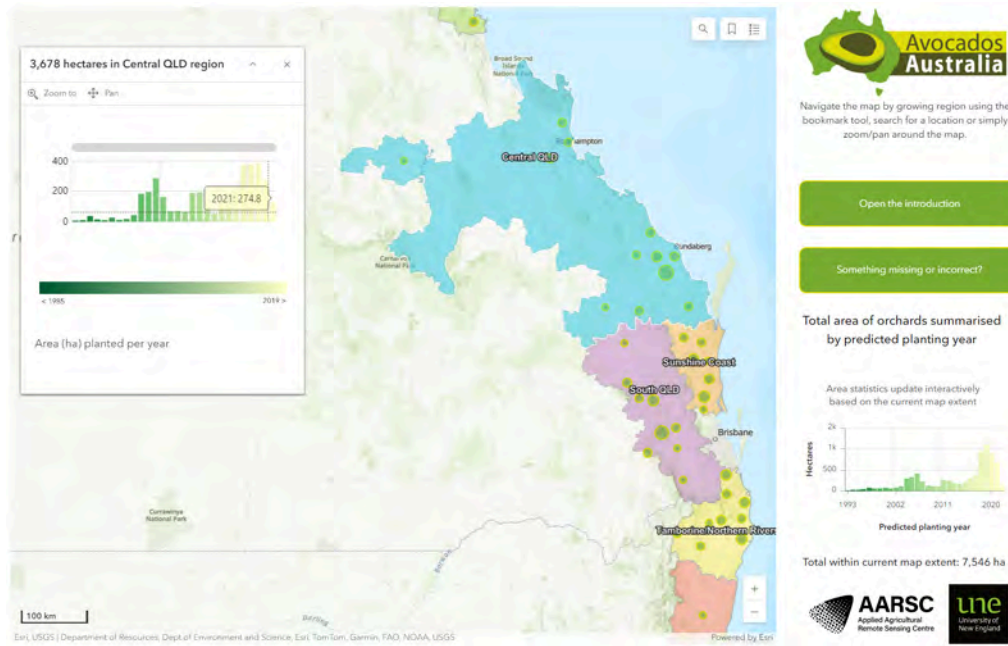 3,678 hectares in Central QLD region
Zoom to
Pan
400
200
0
2021: 274.8
< 1995
2019 >
Area (ha) planted per year
Broad Sound
Islands
National Park
Central QLD
Bundaberg
Sunshine Coast
South QLD
Brisbane
Tamborine/Northern Rivers
Currawinya
National Park
100 km
Esri, USGS | Department of Resources, Dept of Environment and Science, Esri, TomTom, Garmin, FAO, NOAA, USGS
Powered by Esri
Avocados
Australia
Navigate the map by growing region using the
bookmark tool, search for a location or simply
zoom/pan around the map.
Open the introduction
Something missing or incorrect?
Total area of orchards summarised
by predicted planting year
Area statistics update interactively
based on the current map extent
Hectares
2k
1k
500
0
1993
2002
2011
2020
Predicted planting year
Total within current map extent: 7,546 ha
AARSC
Applied Agricultural
Remote Sensing Centre
une
University of
New England